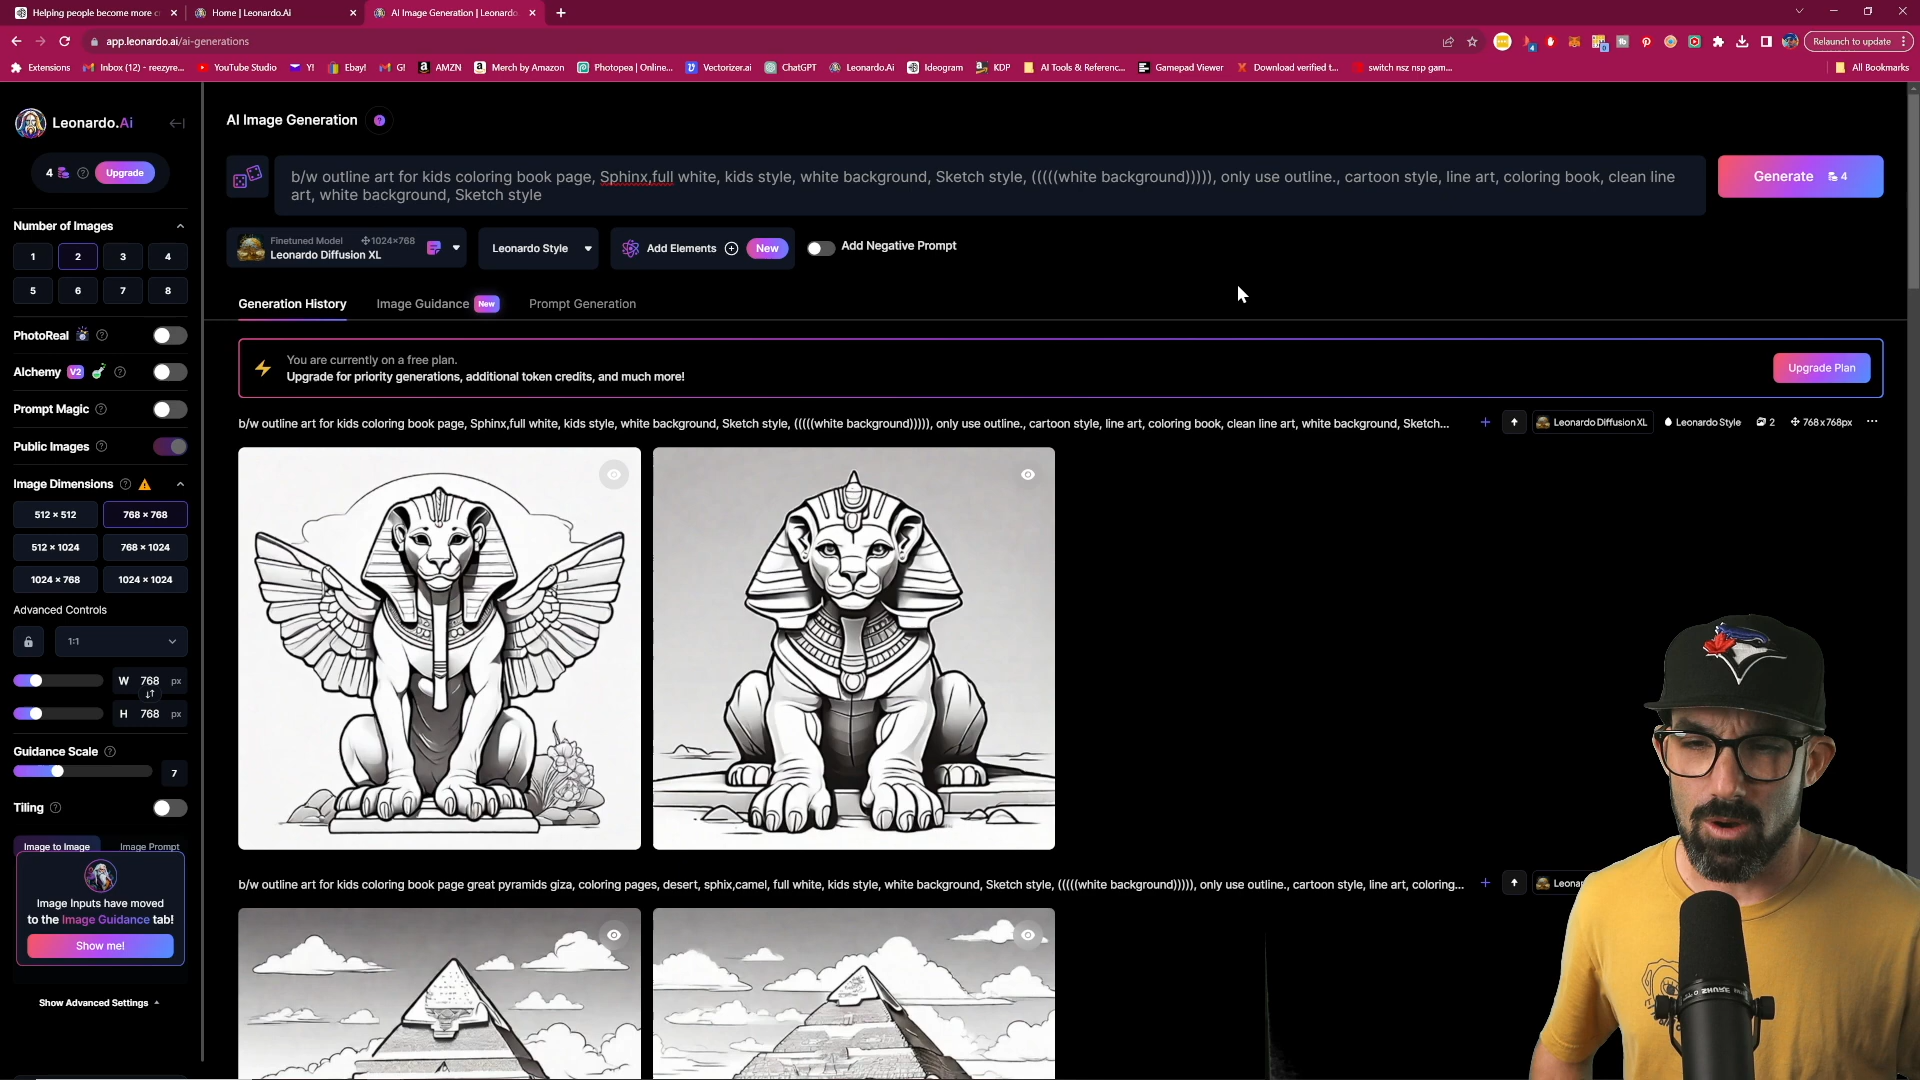 Helping people become more cr
Home | Leonardo.Ai
AI Image Generation | Leonardo
app.leonardo.ai/ai-generations
Relaunch to update
Extensions
Inbox (12) - reezyre...
YouTube Studio
Y!
Ebay!
G!
AMZN
Merch by Amazon
Photopea | Online...
Vectorizer.ai
ChatGPT
Leonardo.Ai
Ideogram
KDP
AI Tools & Referenc...
Gamepad Viewer
Download verified t...
switch nsz nsp gam...
All Bookmarks
Leonardo.Ai
4
Upgrade
Number of Images
1 2 3 4
5 6 7 8
PhotoReal
Alchemy V2
Prompt Magic
Public Images
Image Dimensions
512 × 512 768 × 768
512 × 1024 768 × 1024
1024 × 768 1024 × 1024
Advanced Controls
1:1
W 768 px
H 768 px
Guidance Scale
7
Tiling
Image to Image Image Prompt
Image Inputs have moved
to the Image Guidance tab!
Show me!
Show Advanced Settings
AI Image Generation
b/w outline art for kids coloring book page, Sphinx,full white, kids style, white background, Sketch style, (((((white background))))), only use outline., cartoon style, line art, coloring book, clean line
art, white background, Sketch style
Generate 4
Finetuned Model 1024×768
Leonardo Diffusion XL
Leonardo Style
Add Elements New
Add Negative Prompt
Generation History
Image Guidance New
Prompt Generation
You are currently on a free plan.
Upgrade for priority generations, additional token credits, and much more!
Upgrade Plan
b/w outline art for kids coloring book page, Sphinx,full white, kids style, white background, Sketch style, (((((white background))))), only use outline., cartoon style, line art, coloring book, clean line art, white background, Sketch...
Leonardo Diffusion XL
Leonardo Style
2
768 x 768px
b/w outline art for kids coloring book page great pyramids giza, coloring pages, desert, sphix,camel, full white, kids style, white background, Sketch style, (((((white background))))), only use outline., cartoon style, line art, coloring...
Leonar